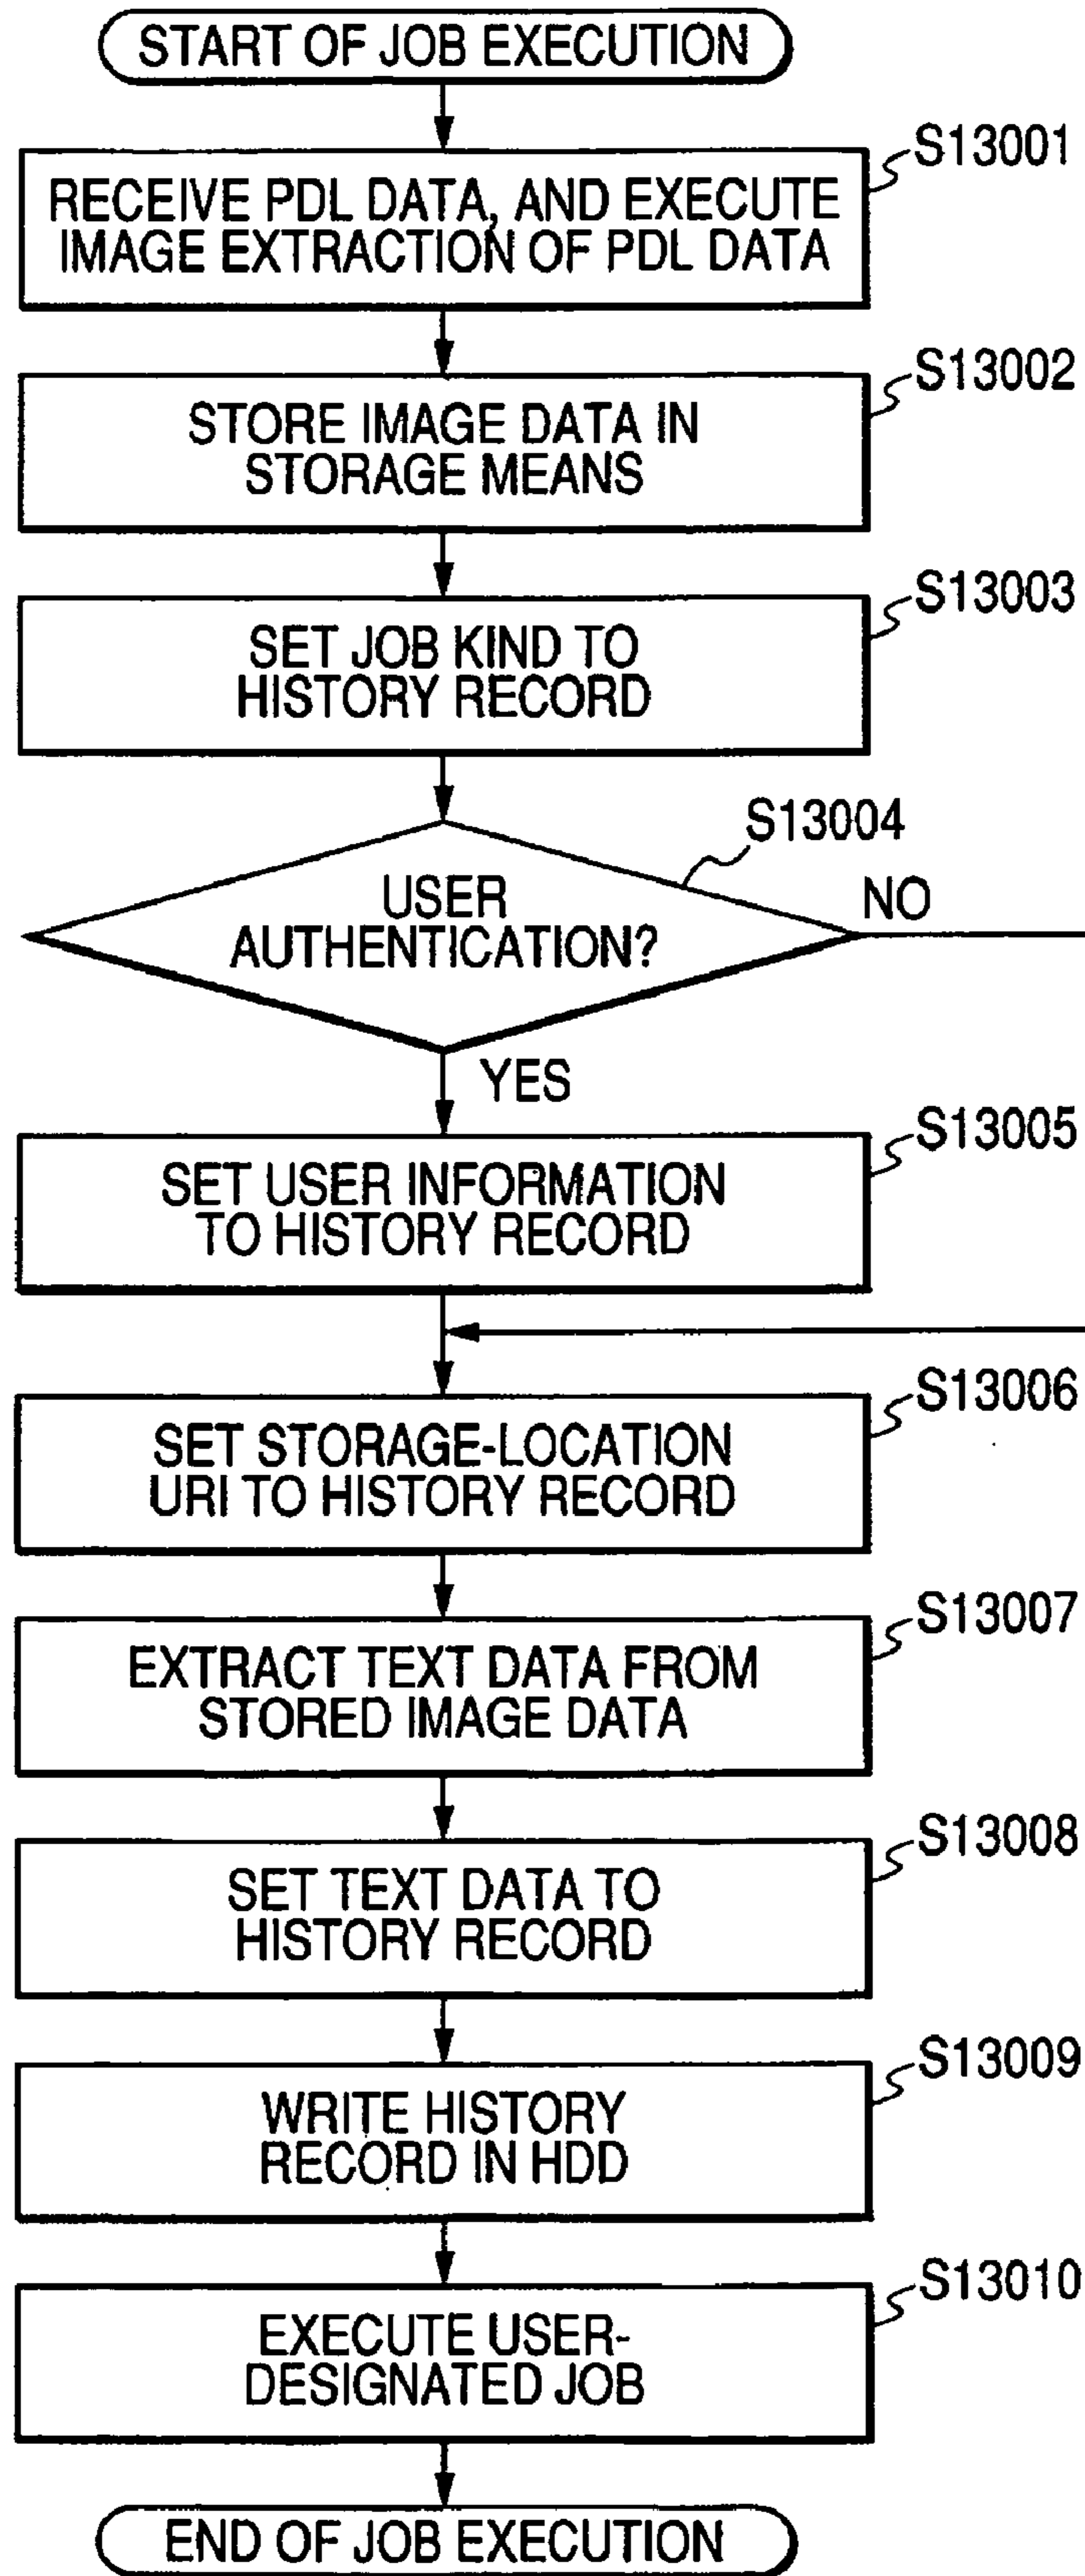 START OF JOB EXECUTION
S13001
RECEIVE PDL DATA, AND EXECUTE
IMAGE EXTRACTION OF PDL DATA
S13002
STORE IMAGE DATA IN
STORAGE MEANS
S13003
SET JOB KIND TO
HISTORY RECORD
S13004
USER
AUTHENTICATION?
NO
YES
S13005
SET USER INFORMATION
TO HISTORY RECORD
S13006
SET STORAGE-LOCATION
URI TO HISTORY RECORD
S13007
EXTRACT TEXT DATA FROM
STORED IMAGE DATA
S13008
SET TEXT DATA TO
HISTORY RECORD
S13009
WRITE HISTORY
RECORD IN HDD
S13010
EXECUTE USER-
DESIGNATED JOB
END OF JOB EXECUTION